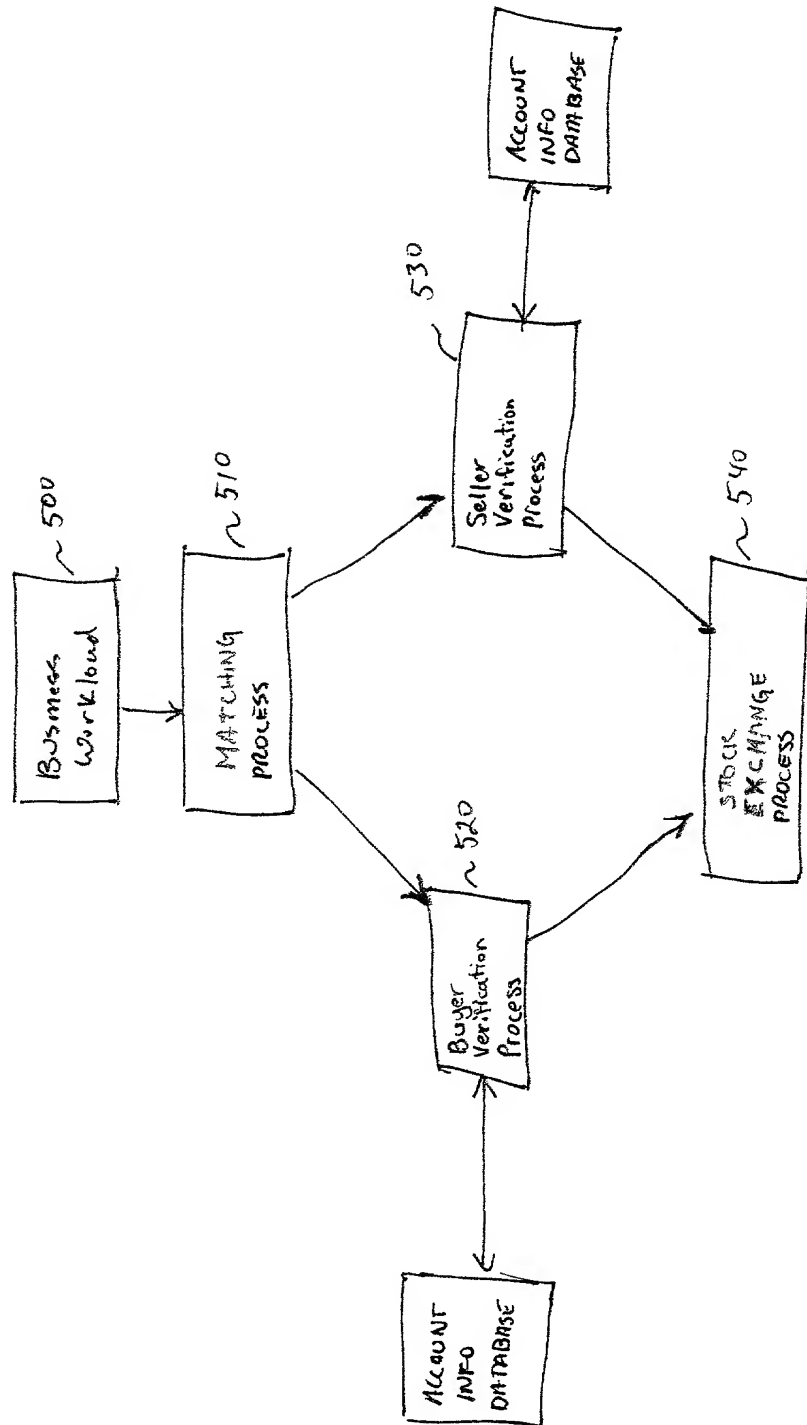 Business
Workload
~ 500
MATCHING
PROCESS
~ 510
Buyer
Verification
Process
~ 520
Seller
Verification
Process
~ 530
ACCOUNT
INFO
DATABASE
ACCOUNT
INFO
DATABASE
STOCK
EXCHANGE
PROCESS
~ 540